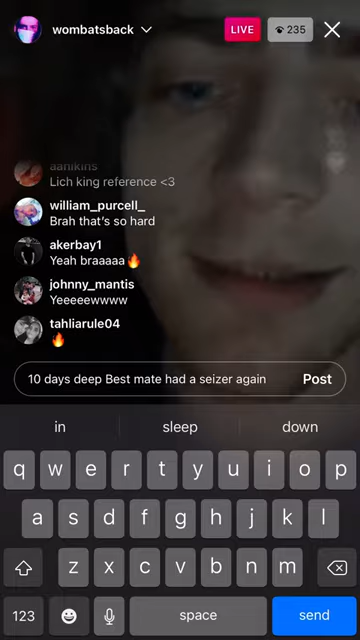 wombatsback
LIVE
235
aanikins
Lich king reference <3
william_purcell_
Brah that's so hard
akerbay1
Yeah braaaaa🔥
johnny_mantis
Yeeeeewwww
tahliarule04
🔥
10 days deep Best mate had a seizer again
Post
in sleep down
q w e r t y u i o p
a s d f g h j k l
z x c v b n m
123 space send